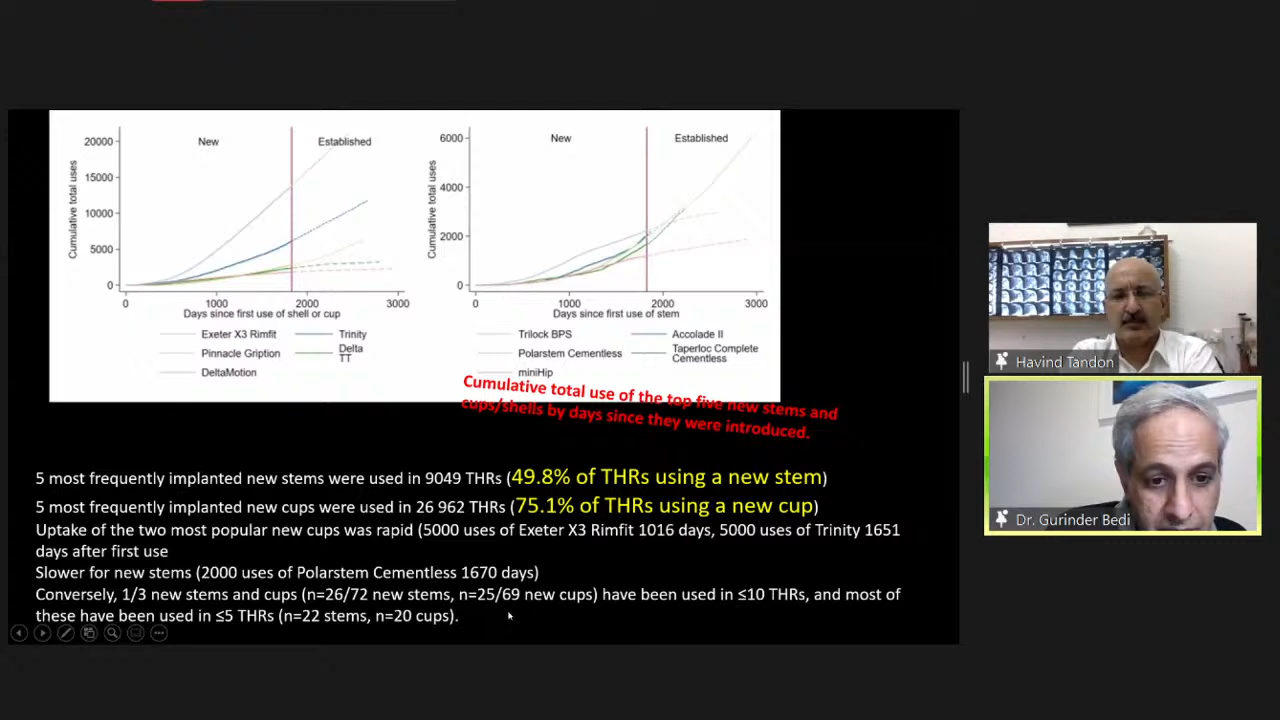 New
Established
20000
15000
10000
5000
0
Cumulative total uses
0 1000 2000 3000
Days since first use of shell or cup
Exeter X3 Rimfit
Trinity
Pinnacle Gription
Delta
TT
DeltaMotion
New
Established
6000
4000
2000
0
Cumulative total uses
0 1000 2000 3000
Days since first use of stem
Trilock BPS
Accolade II
Polarstem Cementless
Taperloc Complete
Cementless
miniHip
Cumulative total use of the top five new stems and
cups/shells by days since they were introduced.
5 most frequently implanted new stems were used in 9049 THRs (49.8% of THRs using a new stem)
5 most frequently implanted new cups were used in 26 962 THRs (75.1% of THRs using a new cup)
Uptake of the two most popular new cups was rapid (5000 uses of Exeter X3 Rimfit 1016 days, 5000 uses of Trinity 1651
days after first use
Slower for new stems (2000 uses of Polarstem Cementless 1670 days)
Conversely, 1/3 new stems and cups (n=26/72 new stems, n=25/69 new cups) have been used in ≤10 THRs, and most of
these have been used in ≤5 THRs (n=22 stems, n=20 cups).
Havind Tandon
Dr. Gurinder Bedi